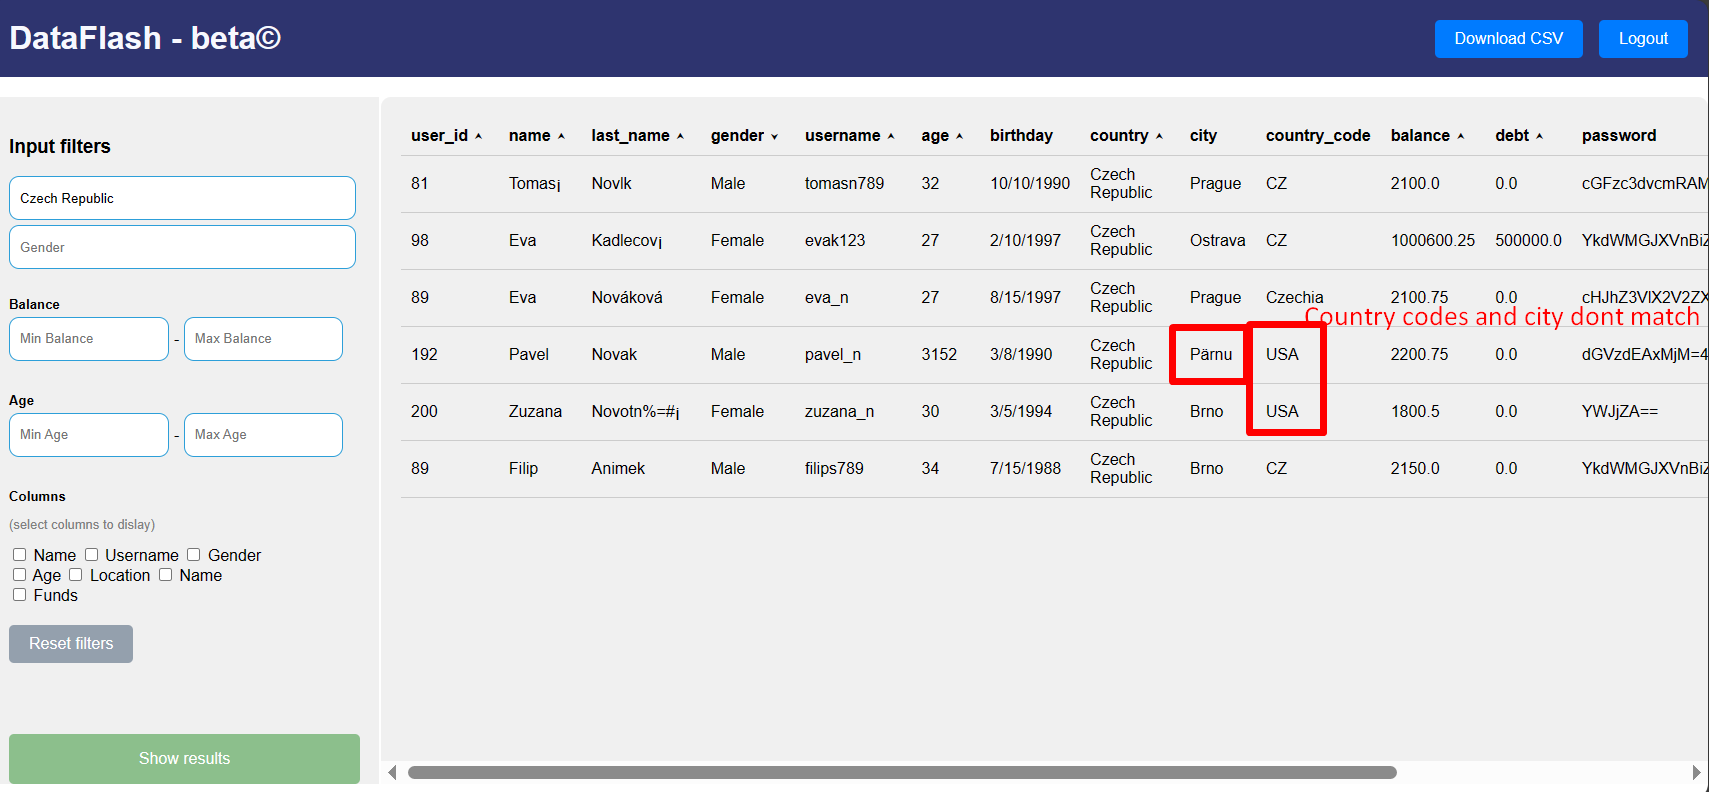 DataFlash - beta©
Download CSV
Logout
Input filters
Czech Republic
Gender
Balance
Min Balance - Max Balance
Age
Min Age - Max Age
Columns
(select columns to dislay)
Name Username Gender
Age Location Name
Funds
Reset filters
Show results
user_id name last_name gender username age birthday country city country_code balance debt password
81 Tomas¡ Novlk Male tomasn789 32 10/10/1990 Czech Republic Prague CZ 2100.0 0.0 cGFzc3dvcmRAM
98 Eva Kadlecov¡ Female evak123 27 2/10/1997 Czech Republic Ostrava CZ 1000600.25 500000.0 YkdWMGJXVnBiZ
89 Eva Nováková Female eva_n 27 8/15/1997 Czech Republic Prague Czechia 2100.75 0.0 cHJhZ3VlX2V2ZX
Country codes and city dont match
192 Pavel Novak Male pavel_n 3152 3/8/1990 Czech Republic Pärnu USA 2200.75 0.0 dGVzdEAxMjM=4
200 Zuzana Novotn%=#¡ Female zuzana_n 30 3/5/1994 Czech Republic Brno USA 1800.5 0.0 YWJjZA==
89 Filip Animek Male filips789 34 7/15/1988 Czech Republic Brno CZ 2150.0 0.0 YkdWMGJXVnBiZ